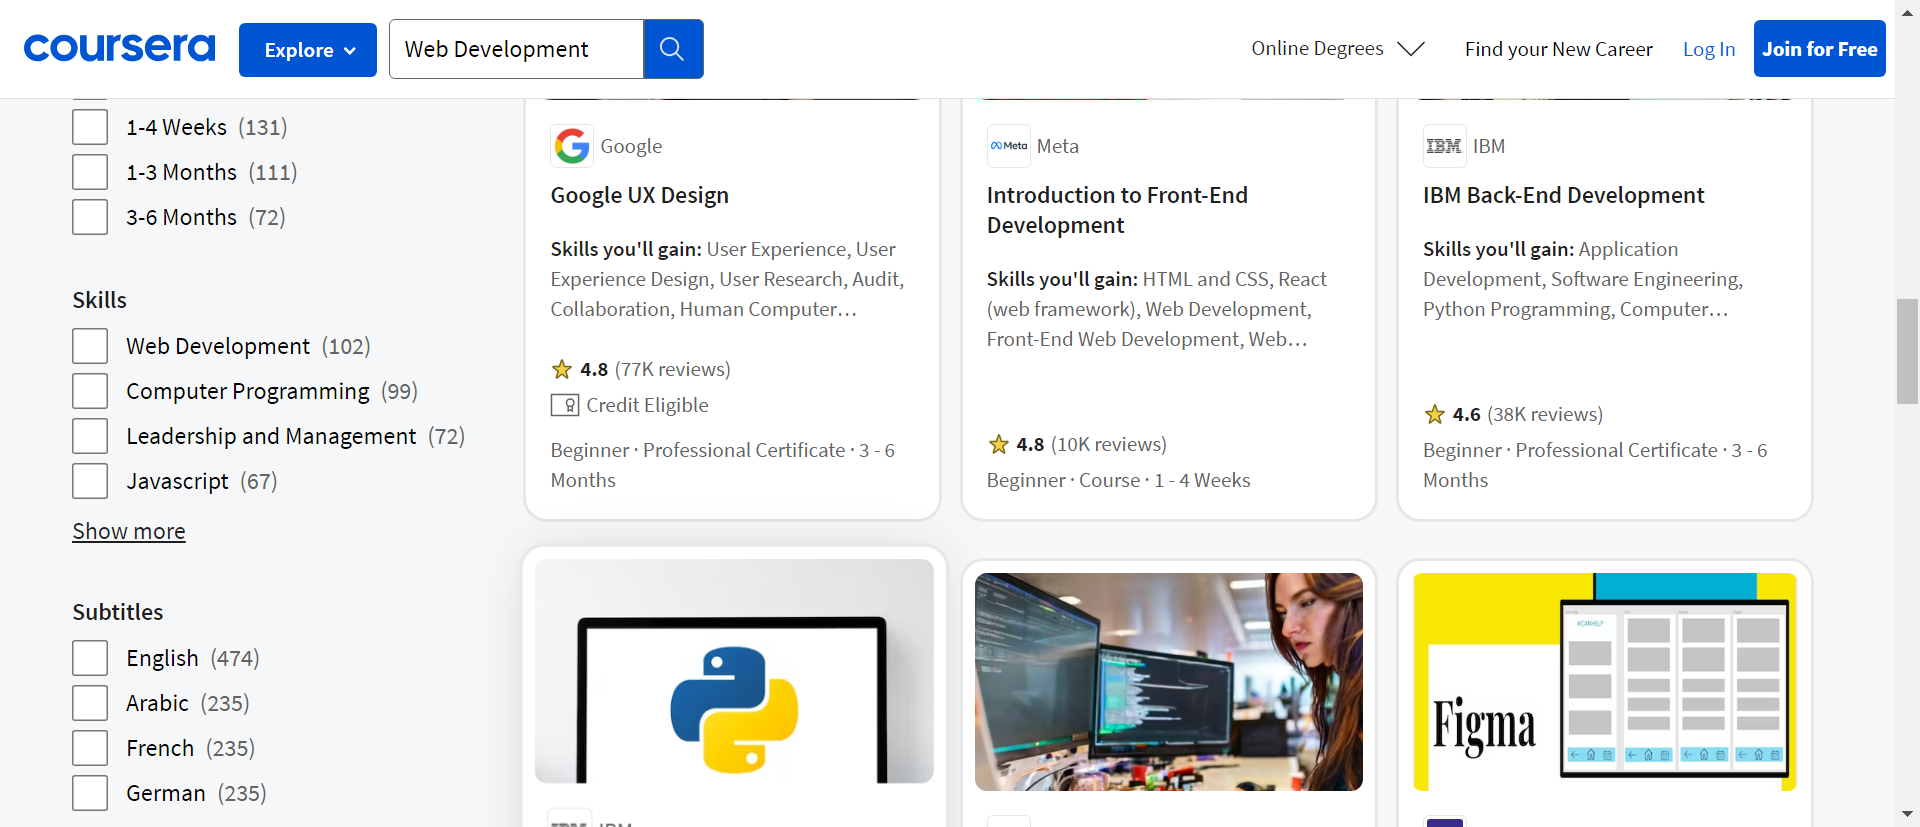 coursera
Explore
Web Development
Online Degrees
Find your New Career
Log In
Join for Free
1-4 Weeks (131)
1-3 Months (111)
3-6 Months (72)
Skills
Web Development (102)
Computer Programming (99)
Leadership and Management (72)
Javascript (67)
Show more
Subtitles
English (474)
Arabic (235)
French (235)
German (235)
Google
Google UX Design
Skills you'll gain: User Experience, User
Experience Design, User Research, Audit,
Collaboration, Human Computer…
4.8 (77K reviews)
Credit Eligible
Beginner · Professional Certificate · 3 - 6
Months
Meta
Meta
Introduction to Front-End
Development
Skills you'll gain: HTML and CSS, React
(web framework), Web Development,
Front-End Web Development, Web…
4.8 (10K reviews)
Beginner · Course · 1 - 4 Weeks
IBM
IBM
IBM Back-End Development
Skills you'll gain: Application
Development, Software Engineering,
Python Programming, Computer…
4.6 (38K reviews)
Beginner · Professional Certificate · 3 - 6
Months
Figma
#ICANHELP